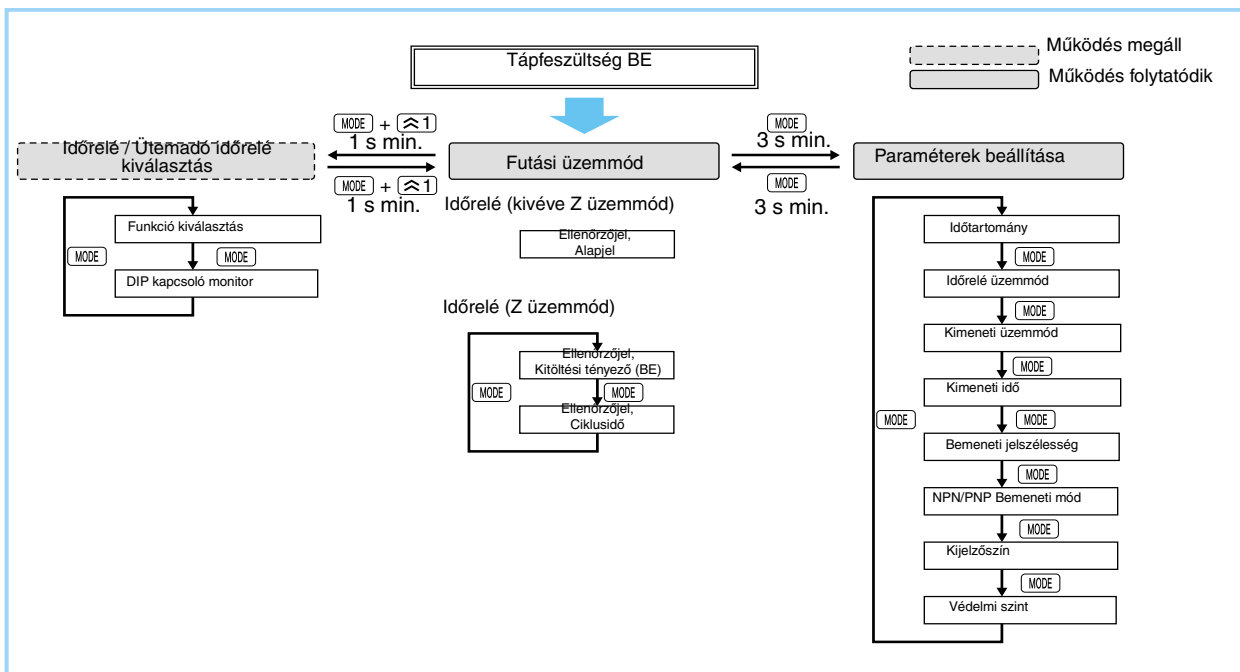 Tápfeszültség BE
Működés megáll
Működés folytatódik
MODE + 1
1 s min.
MODE
3 s min.
Időrelé / Ütemadó időrelé
kiválasztás
Futási üzemmód
Paraméterek beállítása
MODE + 1
1 s min.
MODE
3 s min.
Funkció kiválasztás
MODE
MODE
DIP kapcsoló monitor
Időrelé (kivéve Z üzemmód)
Ellenőrzőjel,
Alapjel
Időrelé (Z üzemmód)
Ellenőrzőjel,
Kitöltési tényező (BE)
MODE
MODE
Ellenőrzőjel,
Ciklusidő
Időtartomány
MODE
Időrelé üzemmód
MODE
Kimeneti üzemmód
MODE
Kimeneti idő
MODE
MODE
Bemeneti jelszélesség
MODE
NPN/PNP Bemeneti mód
MODE
Kijelzőszín
MODE
Védelmi szint